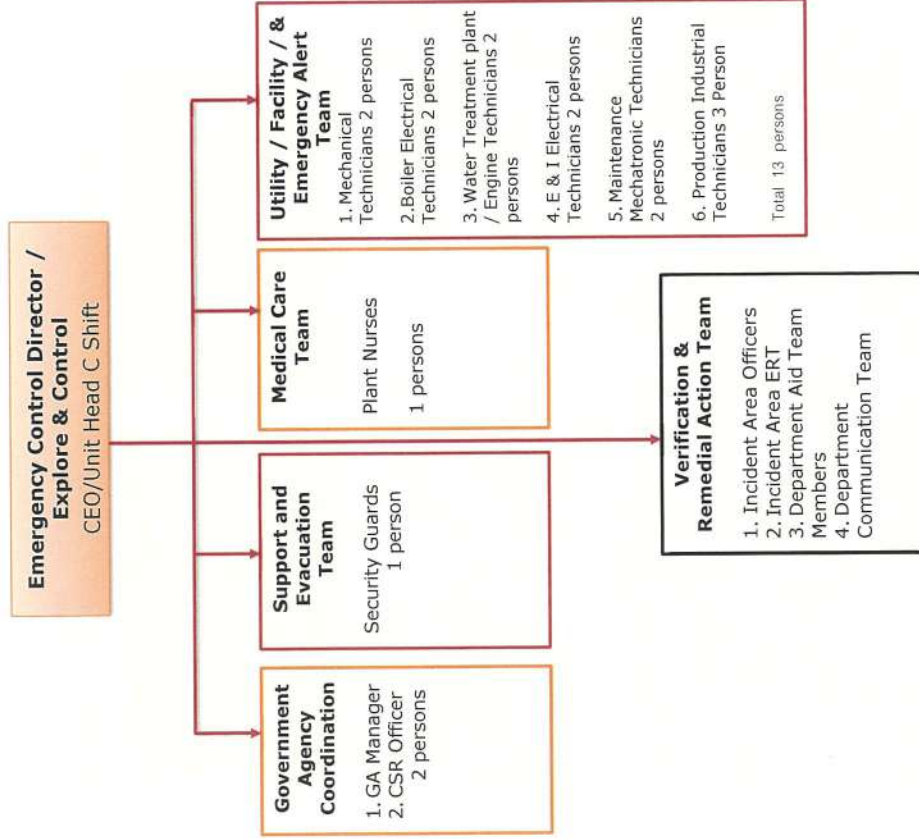 Emergency Control Director /
Explore & Control
CEO/Unit Head C Shift
Government
Agency
Coordination
1. GA Manager
2. CSR Officer
2 persons
Support and
Evacuation
Team
Security Guards
1 person
Medical Care
Team
Plant Nurses
1 persons
Utility / Facility / &
Emergency Alert
Team
1.Mechanical
Technicians 2 persons
2.Boiler Electrical
Technicians 2 persons
3. Water Treatment plant
/ Engine Technicians 2
persons
4. E & I Electrical
Technicians 2 persons
5. Maintenance
Mechatronic Technicians
2 persons
6. Production Industrial
Technicians 3 Person
Total 13 persons
Verification &
Remedial Action Team
1. Incident Area Officers
2. Incident Area ERT
3. Department Aid Team
Members
4. Department
Communication Team